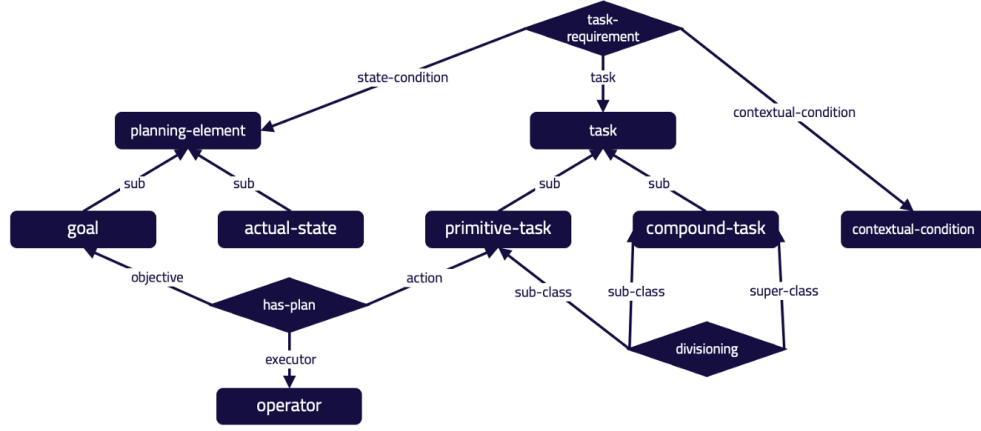 task-
requirement
state-condition
task
contextual-condition
planning-element
task
sub
sub
sub
sub
goal
actual-state
primitive-task
compound-task
contextual-condition
objective
action
sub-class
sub-class
super-class
has-plan
divisioning
executor
operator